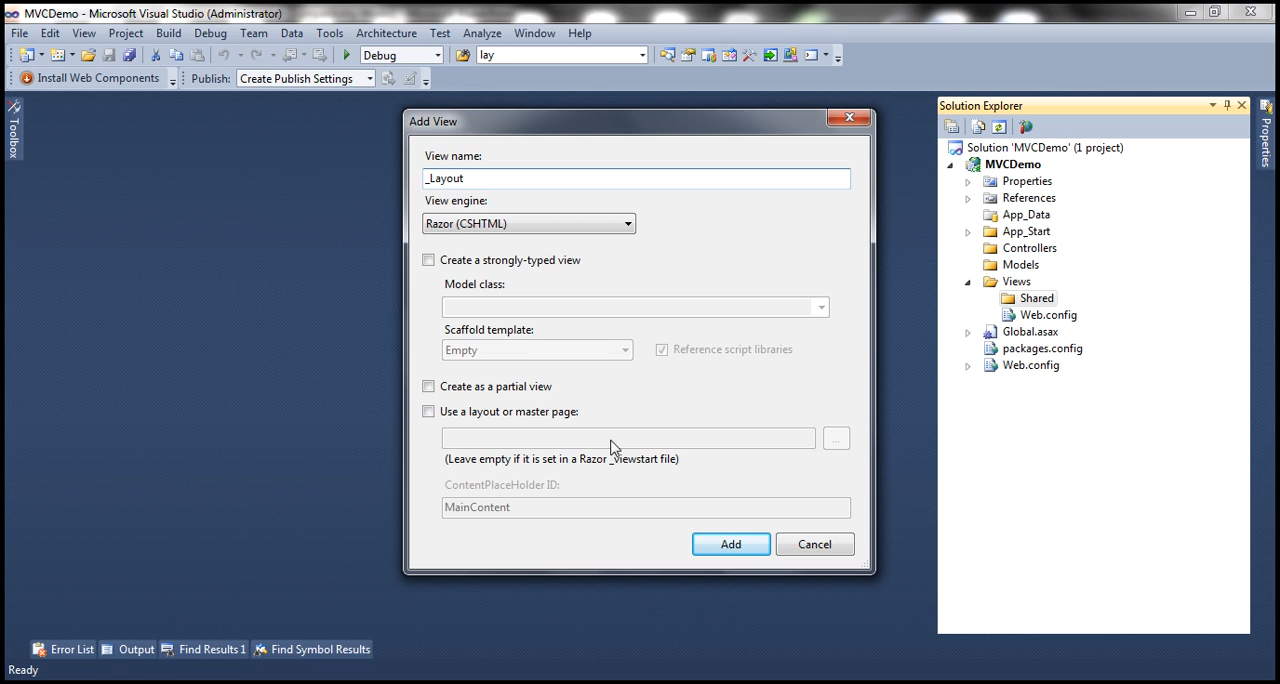 MVCDemo - Microsoft Visual Studio (Administrator)
File Edit View Project Build Debug Team Data Tools Architecture Test Analyze Window Help
Debug lay
Install Web Components Publish: Create Publish Settings
Toolbox
Add View
View name:
_Layout
View engine:
Razor (CSHTML)
Create a strongly-typed view
Model class:
Scaffold template:
Empty Reference script libraries
Create as a partial view
Use a layout or master page:
...
(Leave empty if it is set in a Razor _viewstart file)
ContentPlaceHolder ID:
MainContent
Add Cancel
Solution Explorer
Solution 'MVCDemo' (1 project)
MVCDemo
Properties
References
App_Data
App_Start
Controllers
Models
Views
Shared
Web.config
Global.asax
packages.config
Web.config
Properties
Error List Output Find Results 1 Find Symbol Results
Ready